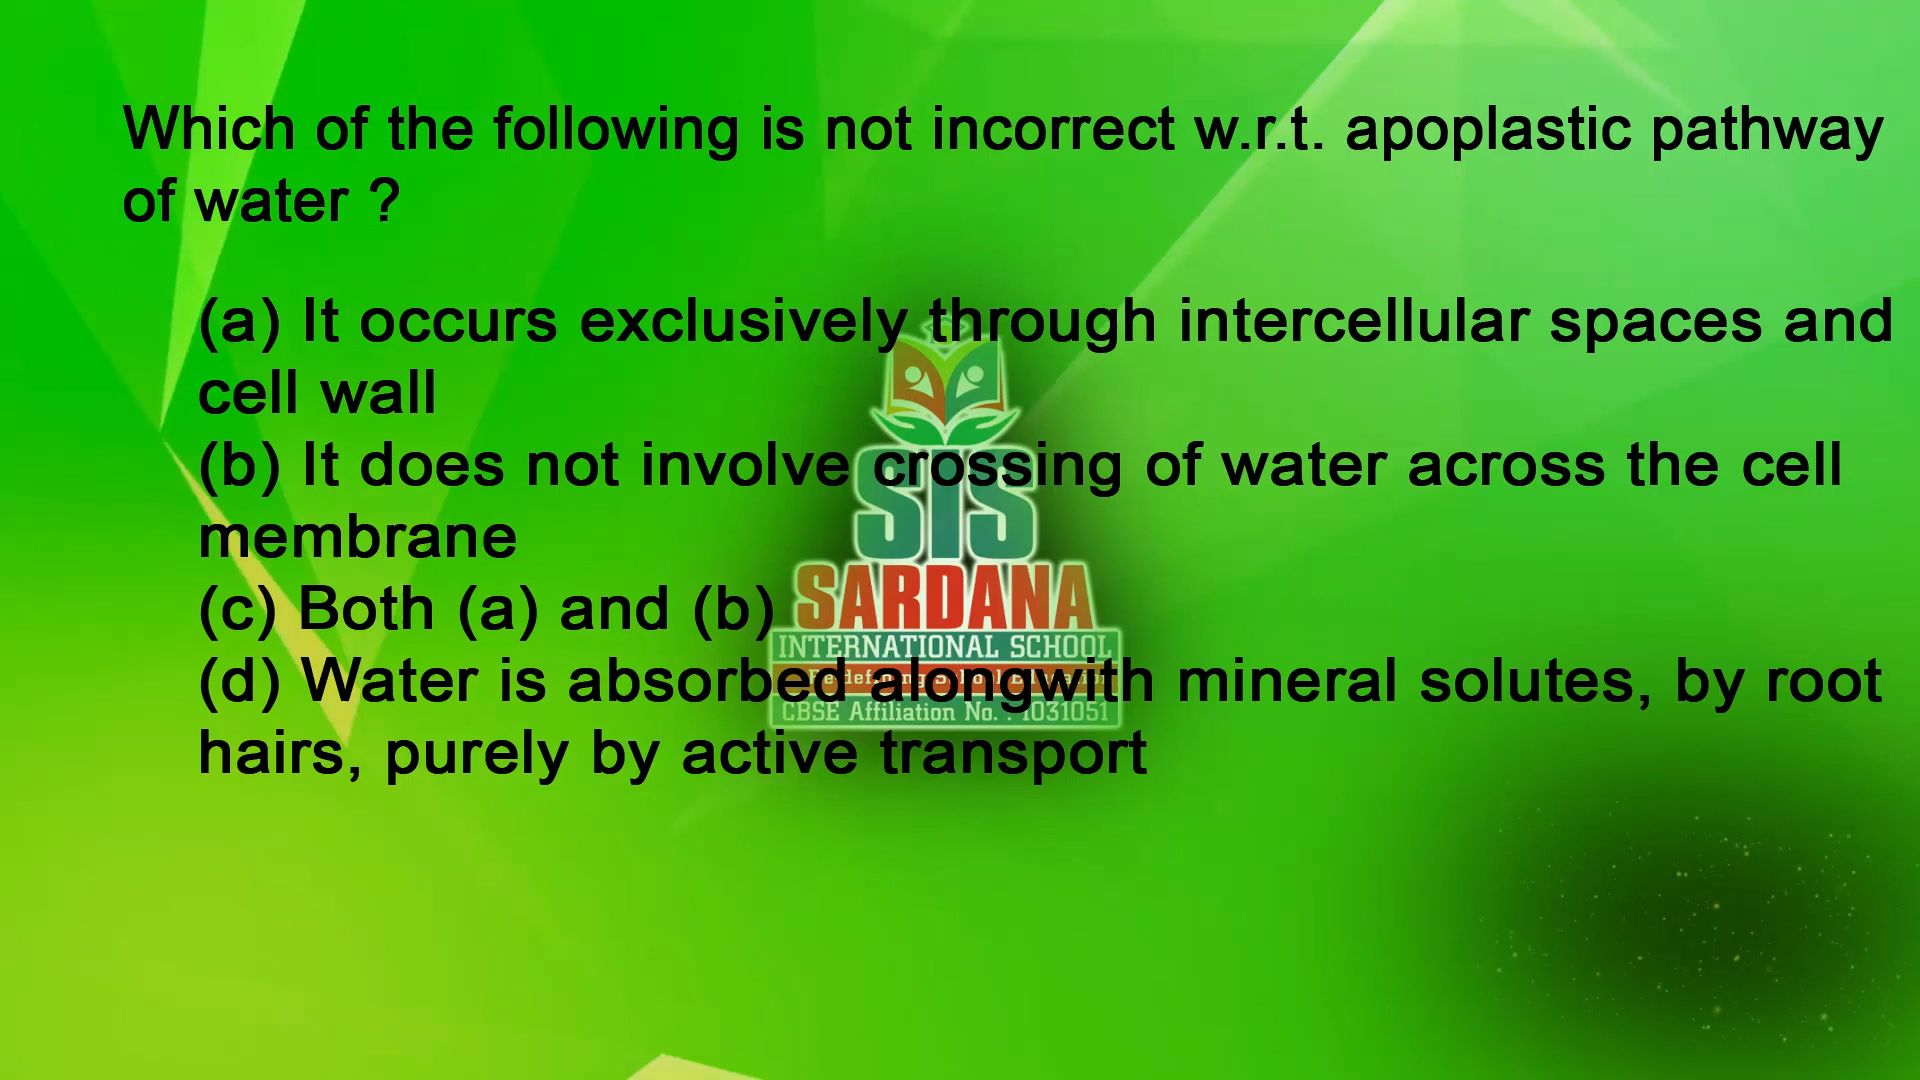 Which of the following is not incorrect w.r.t. apoplastic pathway
of water ?
(a) It occurs exclusively through intercellular spaces and
cell wall
(b) It does not involve crossing of water across the cell
membrane
(c) Both (a) and (b)
(d) Water is absorbed alongwith mineral solutes, by root
hairs, purely by active transport
SIS
SARDANA
INTERNATIONAL SCHOOL
CBSE Affiliation No. : 1031051